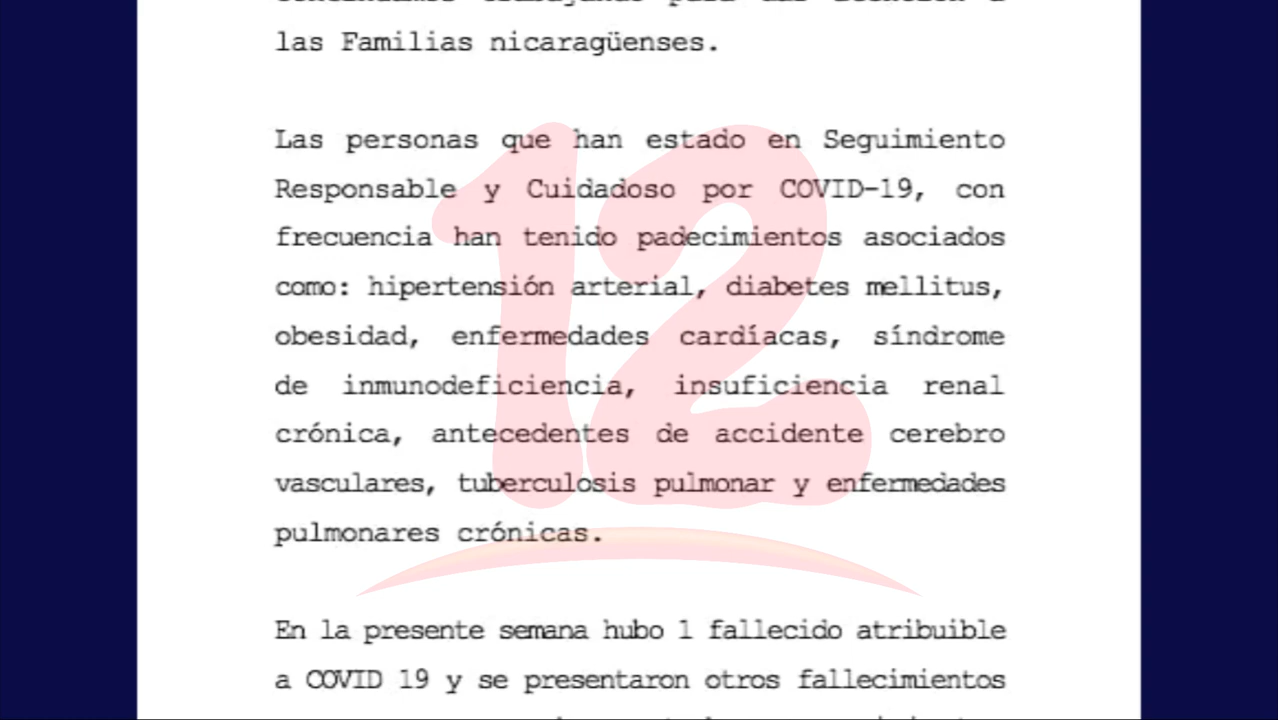 las Familias nicaragüenses.
Las personas que han estado en Seguimiento
Responsable y Cuidadoso por COVID-19, con
frecuencia han tenido padecimientos asociados
como: hipertensión arterial, diabetes mellitus,
obesidad, enfermedades cardíacas, síndrome
de inmunodeficiencia, insuficiencia renal
crónica, antecedentes de accidente cerebro
vasculares, tuberculosis pulmonar y enfermedades
pulmonares crónicas.
En la presente semana hubo 1 fallecido atribuible
a COVID 19 y se presentaron otros fallecimientos
12